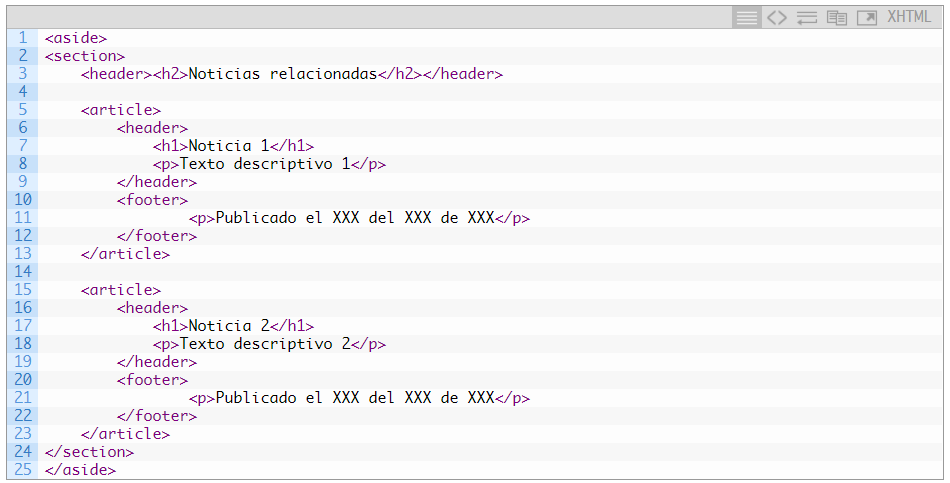 XHTML
1 <aside>
2 <section>
3     <header><h2>Noticias relacionadas</h2></header>
4
5     <article>
6         <header>
7             <h1>Noticia 1</h1>
8             <p>Texto descriptivo 1</p>
9         </header>
10         <footer>
11                 <p>Publicado el XXX del XXX de XXX</p>
12         </footer>
13     </article>
14
15     <article>
16         <header>
17             <h1>Noticia 2</h1>
18             <p>Texto descriptivo 2</p>
19         </header>
20         <footer>
21                 <p>Publicado el XXX del XXX de XXX</p>
22         </footer>
23     </article>
24 </section>
25 </aside>